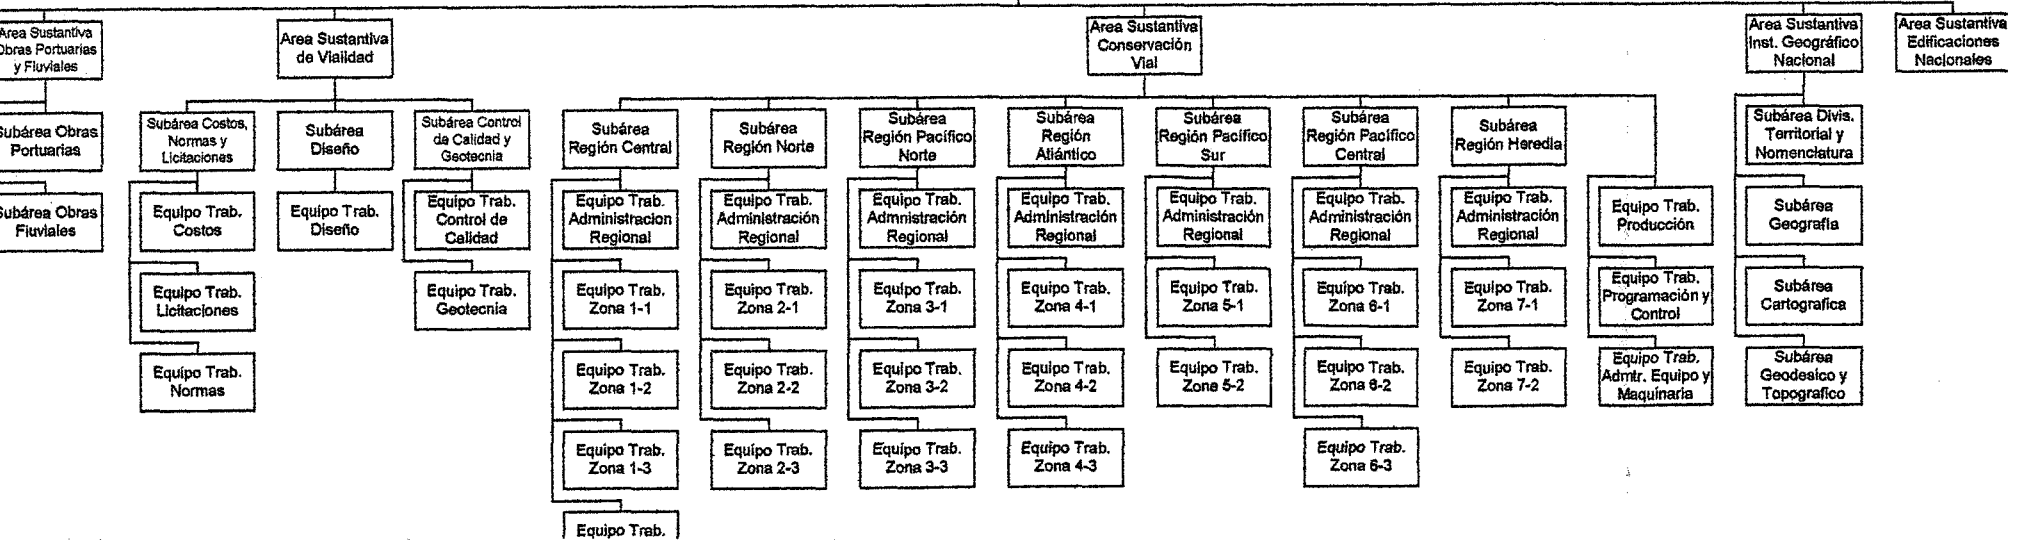 Area Sustantiva
Obras Portuarias
y Fluviales
Area Sustantiva
de Vialidad
Area Sustantiva
Conservación
Vial
Area Sustantiva
Inst. Geográfico
Nacional
Area Sustantiva
Edificaciones
Nacionales
Subárea Obras
Portuarias
Subárea Costos,
Normas y
Licitaciones
Subárea
Diseño
Subárea Control
de Calidad y
Geotecnia
Subárea
Región Central
Subárea
Región Norte
Subárea
Región Pacífico
Norte
Subárea
Región
Atlántico
Subárea
Región Pacífico
Sur
Subárea
Región Pacífico
Central
Subárea
Región Heredia
Subárea Divis.
Territorial y
Nomenclatura
Subárea Obras
Fluviales
Equipo Trab.
Costos
Equipo Trab.
Diseño
Equipo Trab.
Control de
Calidad
Equipo Trab.
Administracion
Regional
Equipo Trab.
Administración
Regional
Equipo Trab.
Admnistración
Regional
Equipo Trab.
Administración
Regional
Equipo Trab.
Administración
Regional
Equipo Trab.
Administración
Regional
Equipo Trab.
Administración
Regional
Equipo Trab.
Producción
Subárea
Geografia
Equipo Trab.
Licitaciones
Equipo Trab.
Geotecnia
Equipo Trab.
Zona 1-1
Equipo Trab.
Zona 2-1
Equipo Trab.
Zona 3-1
Equipo Trab.
Zona 4-1
Equipo Trab.
Zona 5-1
Equipo Trab.
Zona 6-1
Equipo Trab.
Zona 7-1
Equipo Trab.
Programación y
Control
Subárea
Cartografica
Equipo Trab.
Normas
Equipo Trab.
Zona 1-2
Equipo Trab.
Zona 2-2
Equipo Trab.
Zona 3-2
Equipo Trab.
Zona 4-2
Equipo Trab.
Zona 5-2
Equipo Trab.
Zona 6-2
Equipo Trab.
Zona 7-2
Equipo Trab.
Admtr. Equipo y
Maquinaria
Subárea
Geodesico y
Topografico
Equipo Trab.
Zona 1-3
Equipo Trab.
Zona 2-3
Equipo Trab.
Zona 3-3
Equipo Trab.
Zona 4-3
Equipo Trab.
Zona 6-3
Equipo Trab.